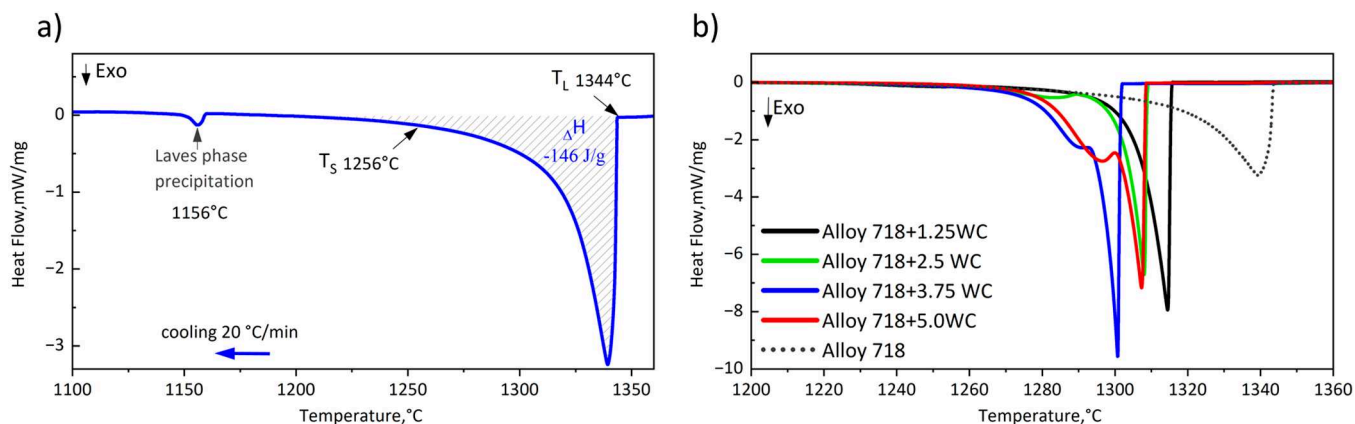 a)
↓ Exo
T_L 1344°C
ΔH
-146 J/g
T_S 1256°C
Laves phase
precipitation
1156°C
cooling 20 °C/min
0
−1
−2
−3
Heat Flow,mW/mg
1100
1150
1200
1250
1300
1350
Temperature,°C
b)
↓Exo
Alloy 718+1.25WC
Alloy 718+2.5 WC
Alloy 718+3.75 WC
Alloy 718+5.0WC
Alloy 718
0
−2
−4
−6
−8
−10
Heat Flow,mW/mg
1200
1220
1240
1260
1280
1300
1320
1340
1360
Temperature,°C